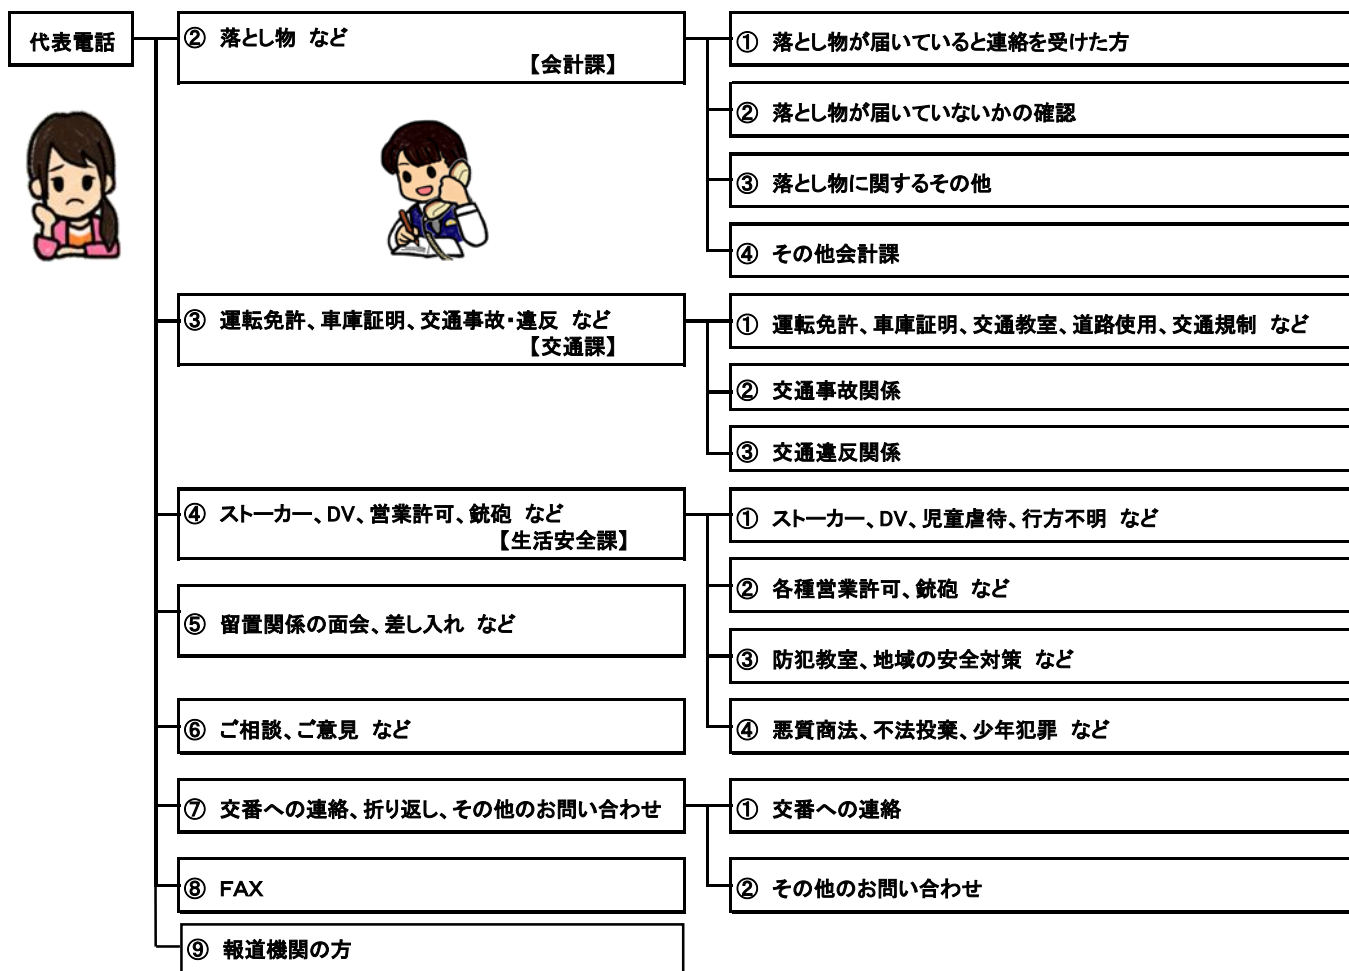 代表電話
② 落とし物 など
【会計課】
① 落とし物が届いていると連絡を受けた方
② 落とし物が届いていないかの確認
③ 落とし物に関するその他
④ その他会計課
③ 運転免許、車庫証明、交通事故・違反 など
【交通課】
① 運転免許、車庫証明、交通教室、道路使用、交通規制 など
② 交通事故関係
③ 交通違反関係
④ ストーカー、DV、営業許可、銃砲 など
【生活安全課】
① ストーカー、DV、児童虐待、行方不明 など
② 各種営業許可、銃砲 など
③ 防犯教室、地域の安全対策 など
④ 悪質商法、不法投棄、少年犯罪 など
⑤ 留置関係の面会、差し入れ など
⑥ ご相談、ご意見 など
⑦ 交番への連絡、折り返し、その他のお問い合わせ
① 交番への連絡
② その他のお問い合わせ
⑧ FAX
⑨ 報道機関の方